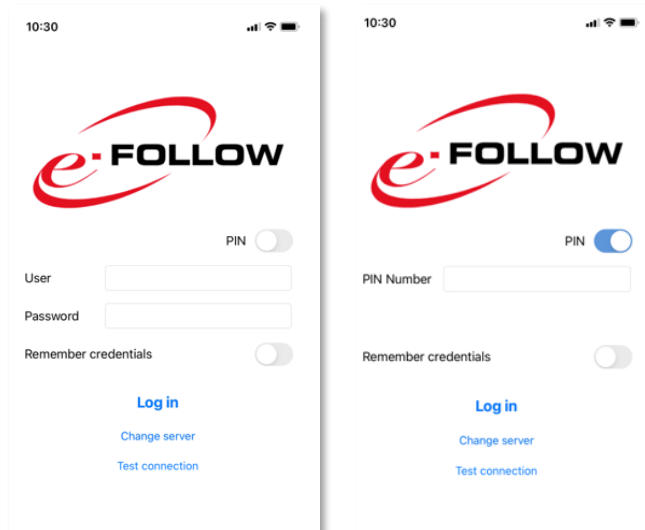 10:30
e-FOLLOW
PIN
User
Password
Remember credentials
Log in
Change server
Test connection
10:30
e-FOLLOW
PIN
PIN Number
Remember credentials
Log in
Change server
Test connection